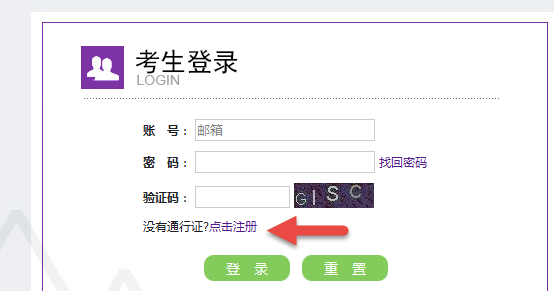 考生登录
LOGIN
账 号：邮箱
密 码： 找回密码
验证码： GISC
没有通行证?点击注册
登 录 重 置